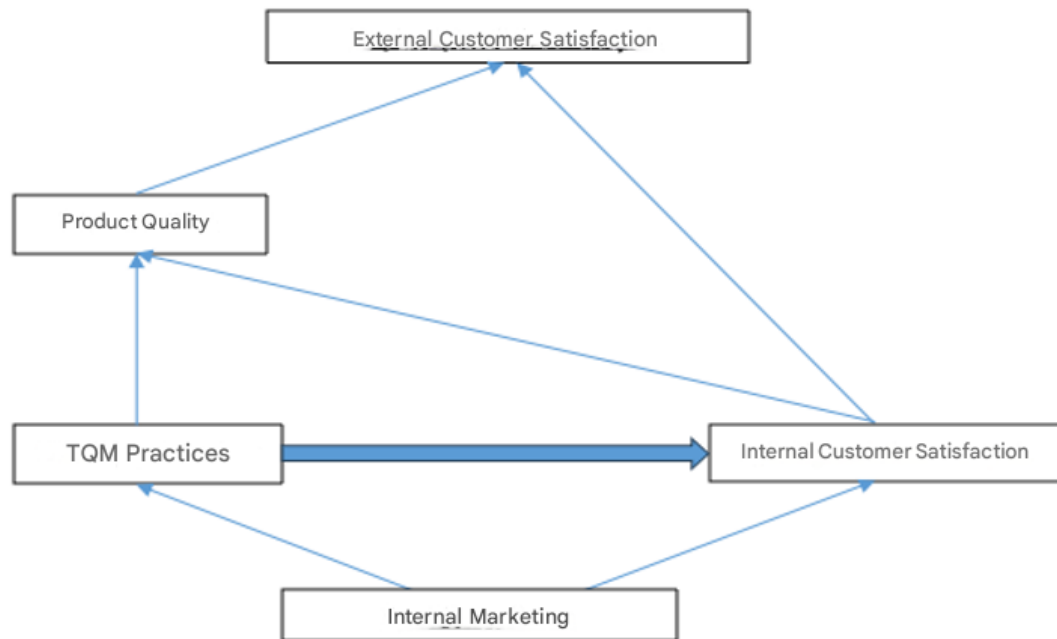 External Customer Satisfaction
Product Quality
TQM Practices
Internal Customer Satisfaction
Internal Marketing